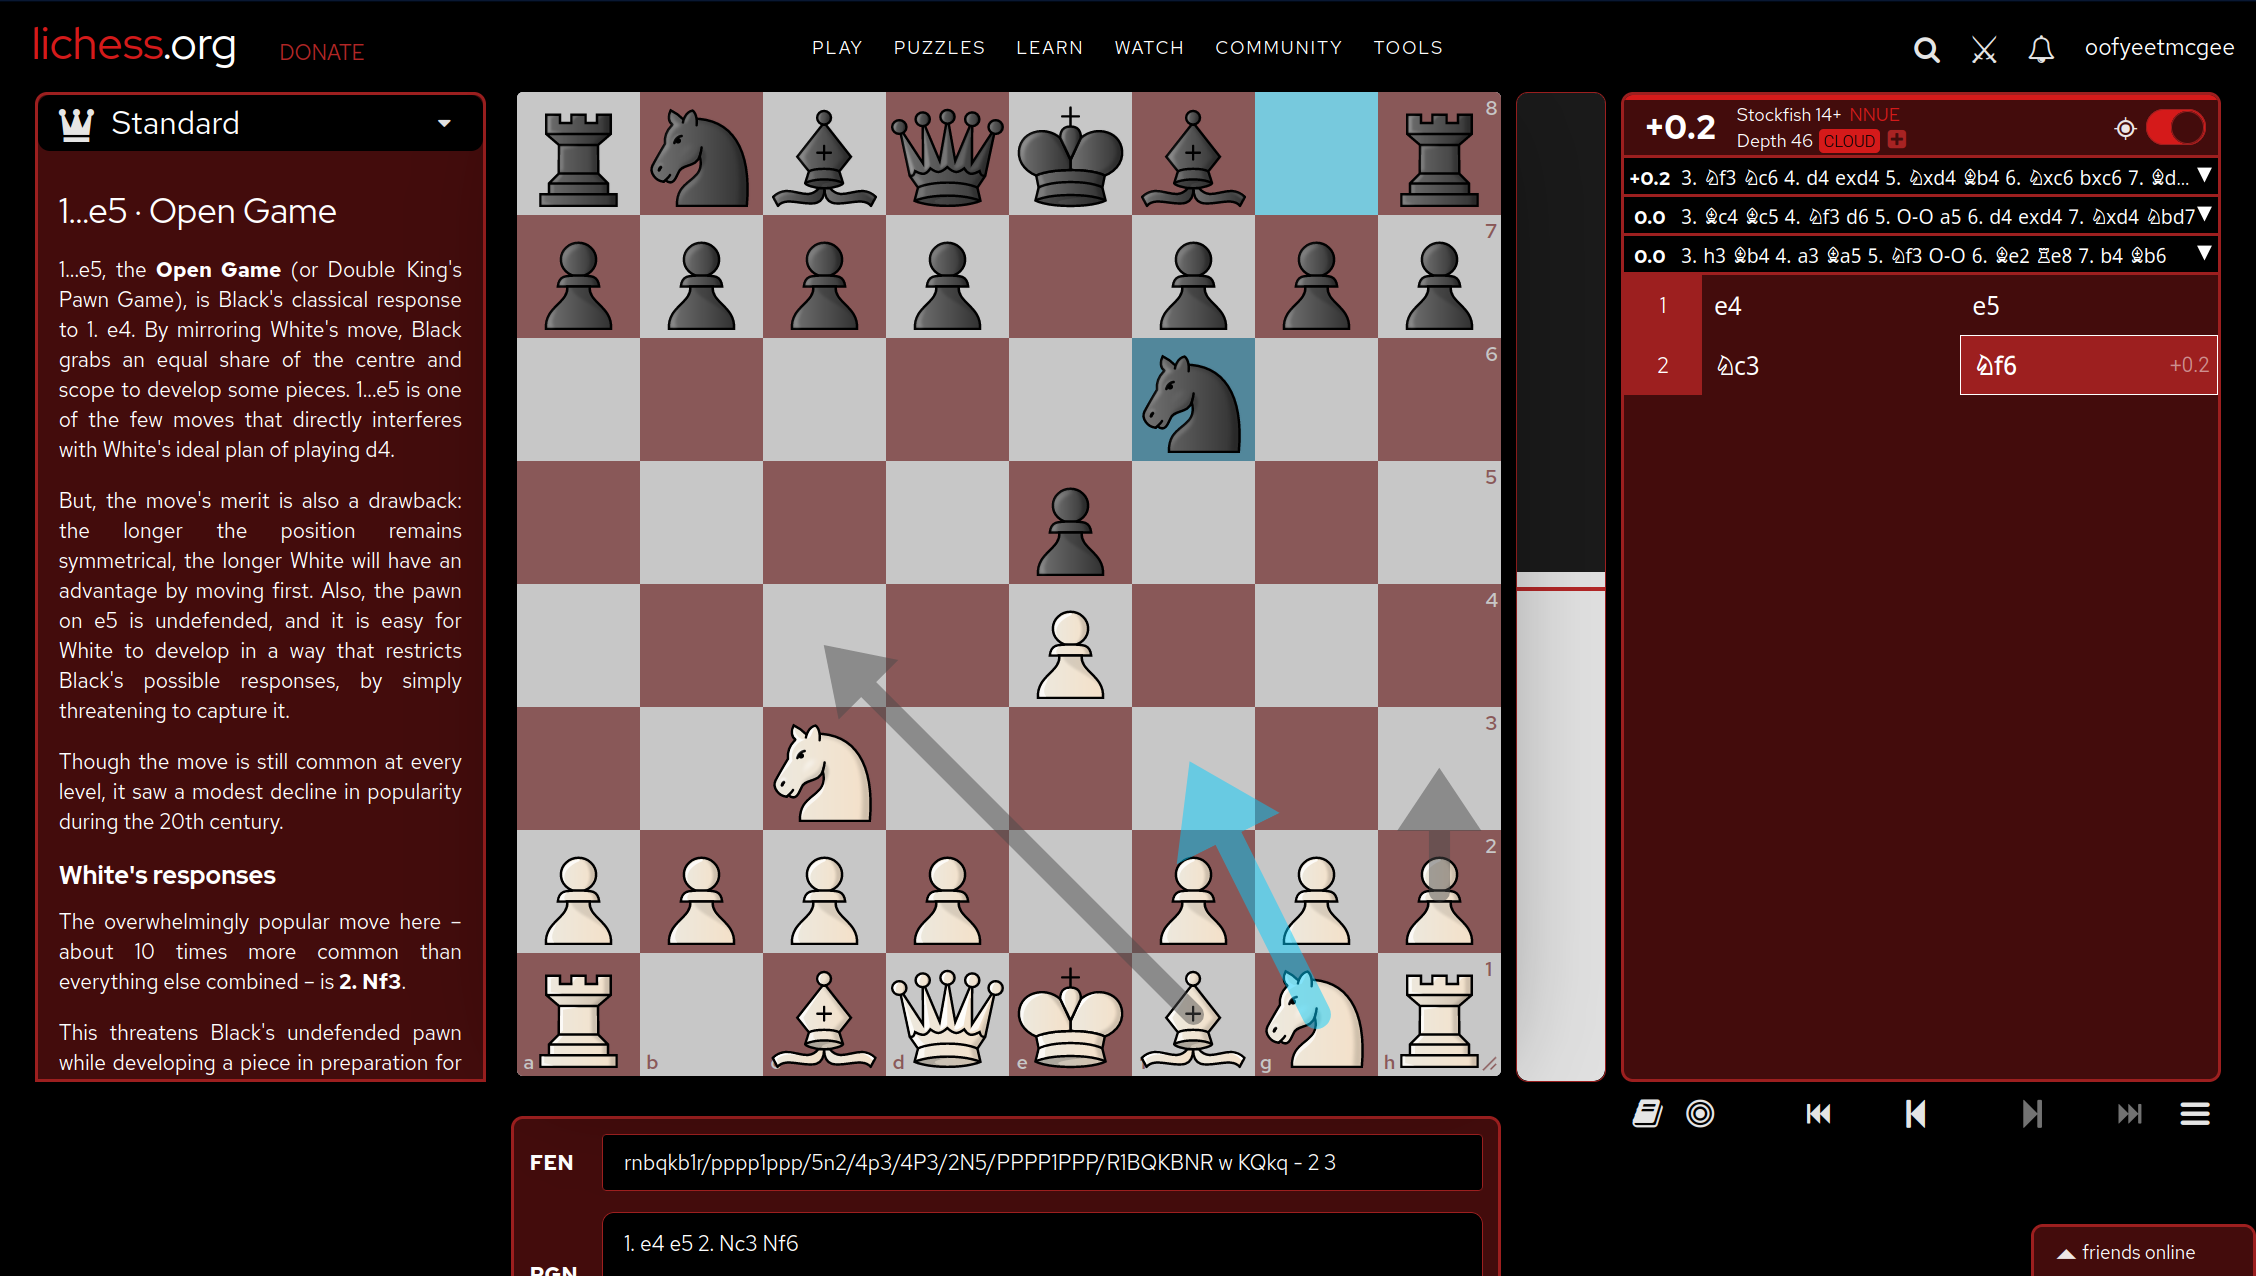 lichess.org
DONATE
PLAY PUZZLES LEARN WATCH COMMUNITY TOOLS
oofyeetmcgee
Standard
1...e5 · Open Game
1...e5, the Open Game (or Double King's
Pawn Game), is Black's classical response
to 1. e4. By mirroring White's move, Black
grabs an equal share of the centre and
scope to develop some pieces. 1...e5 is one
of the few moves that directly interferes
with White's ideal plan of playing d4.
But, the move's merit is also a drawback:
the longer the position remains
symmetrical, the longer White will have an
advantage by moving first. Also, the pawn
on e5 is undefended, and it is easy for
White to develop in a way that restricts
Black's possible responses, by simply
threatening to capture it.
Though the move is still common at every
level, it saw a modest decline in popularity
during the 20th century.
White's responses
The overwhelmingly popular move here –
about 10 times more common than
everything else combined – is 2. Nf3.
This threatens Black's undefended pawn
while developing a piece in preparation for
8
7
6
5
4
3
2
1
a b c d e f g h
+0.2
Stockfish 14+ NNUE
Depth 46 CLOUD
+0.2 3. ♘f3 ♘c6 4. d4 exd4 5. ♘xd4 ♗b4 6. ♘xc6 bxc6 7. ♗d...
0.0 3. ♗c4 ♗c5 4. ♘f3 d6 5. O-O a5 6. d4 exd4 7. ♘xd4 ♘bd7
0.0 3. h3 ♗b4 4. a3 ♗a5 5. ♘f3 O-O 6. ♗e2 ♖e8 7. b4 ♗b6
1 e4 e5
2 ♘c3 ♘f6 +0.2
FEN rnbqkb1r/pppp1ppp/5n2/4p3/4P3/2N5/PPPP1PPP/R1BQKBNR w KQkq - 2 3
1. e4 e5 2. Nc3 Nf6
PGN
friends online